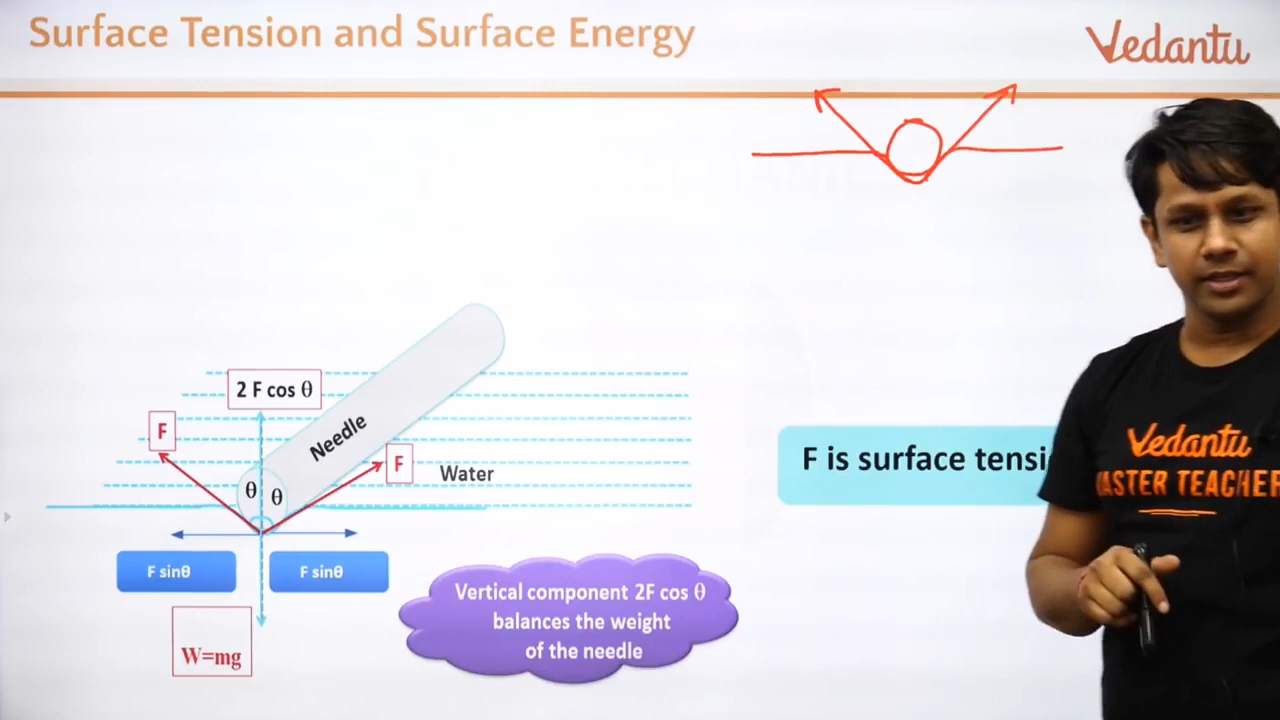 Surface Tension and Surface Energy
Vedantu
2 F cos θ
F
Needle
F
Water
θ θ
F sinθ
F sinθ
W=mg
Vertical component 2F cos θ
balances the weight
of the needle
F is surface tensi
Vedantu
MASTER TEACHER